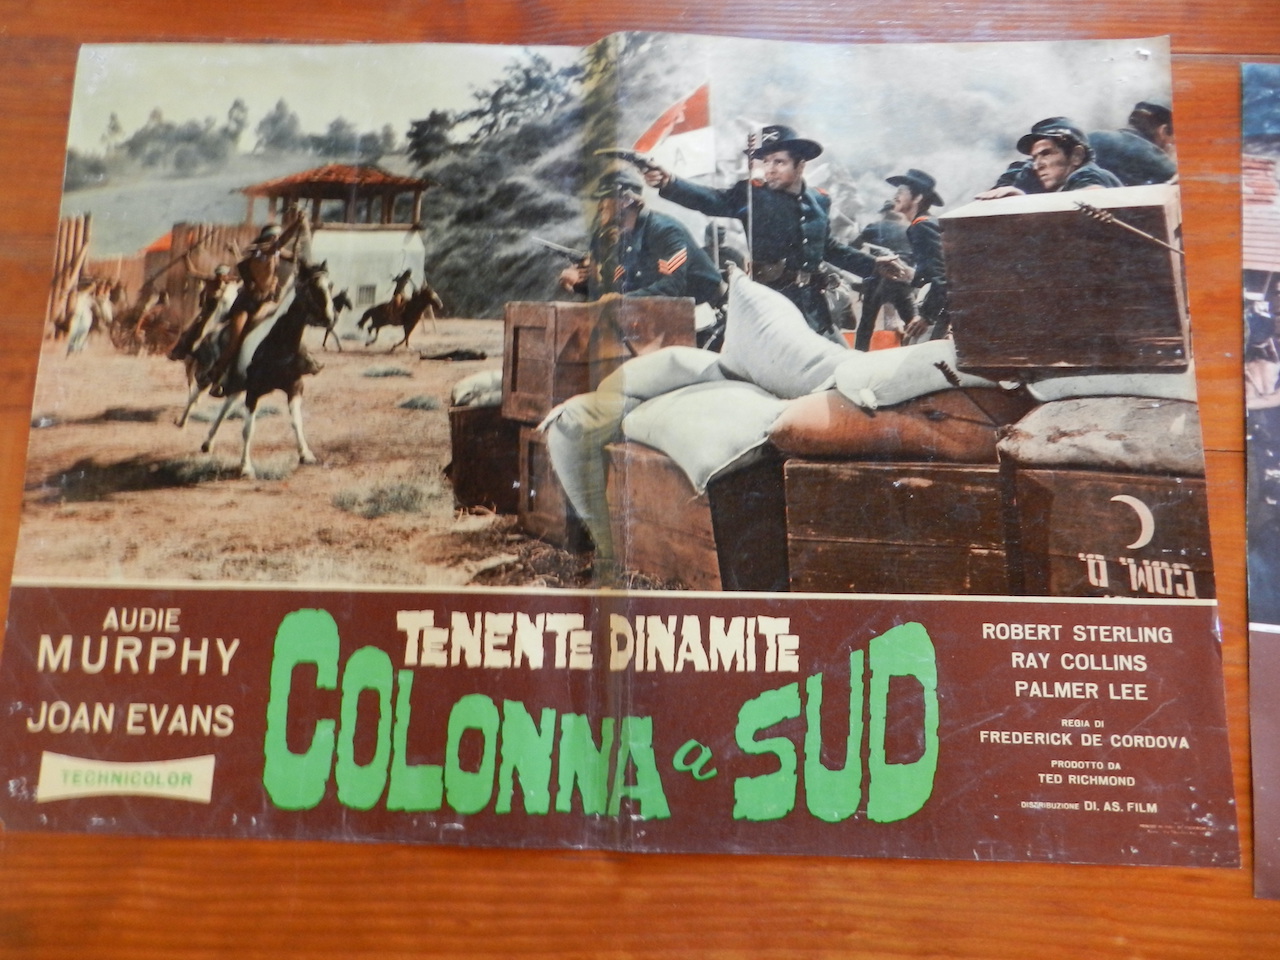 A
COM. D.
AUDIE
MURPHY
JOAN EVANS
TECHNICOLOR
TENENTE DINAMITE
COLONNA a SUD
ROBERT STERLING
RAY COLLINS
PALMER LEE
REGIA DI
FREDERICK DE CORDOVA
PRODOTTO DA
TED RICHMOND
DISTRIBUZIONE DI. AS. FILM